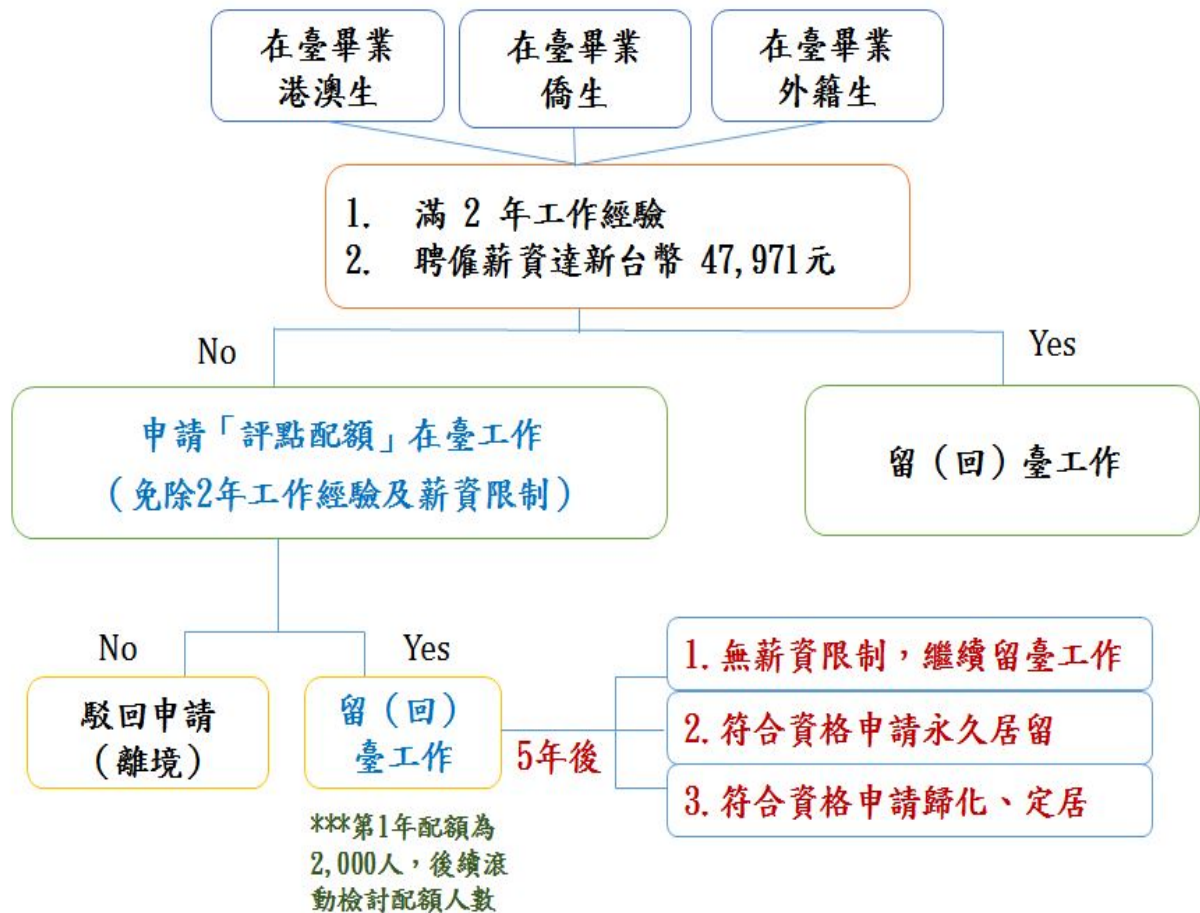 在臺畢業
港澳生
在臺畢業
僑生
在臺畢業
外籍生
1. 滿 2 年工作經驗
2. 聘僱薪資達新台幣 47,971元
No
Yes
申請「評點配額」在臺工作
(免除2年工作經驗及薪資限制)
留(回)臺工作
No
Yes
駁回申請
(離境)
留(回)
臺工作
5年後
1. 無薪資限制，繼續留臺工作
2. 符合資格申請永久居留
3. 符合資格申請歸化、定居
***第1年配額為
2,000人，後續滾
動檢討配額人數